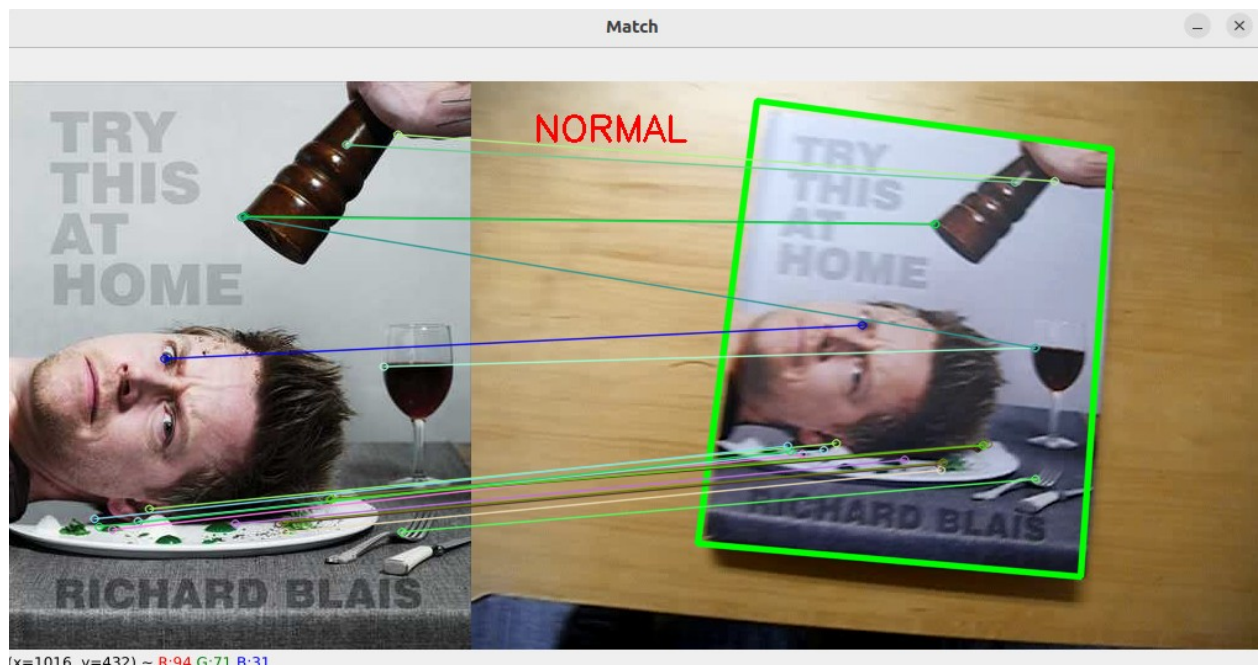 Match
TRY
THIS
AT
HOME
RICHARD BLAIS
NORMAL
TRY
THIS
AT
HOME
RICHARD BLAIS
(x=1016, y=432) ~ R:94 G:71 B:31